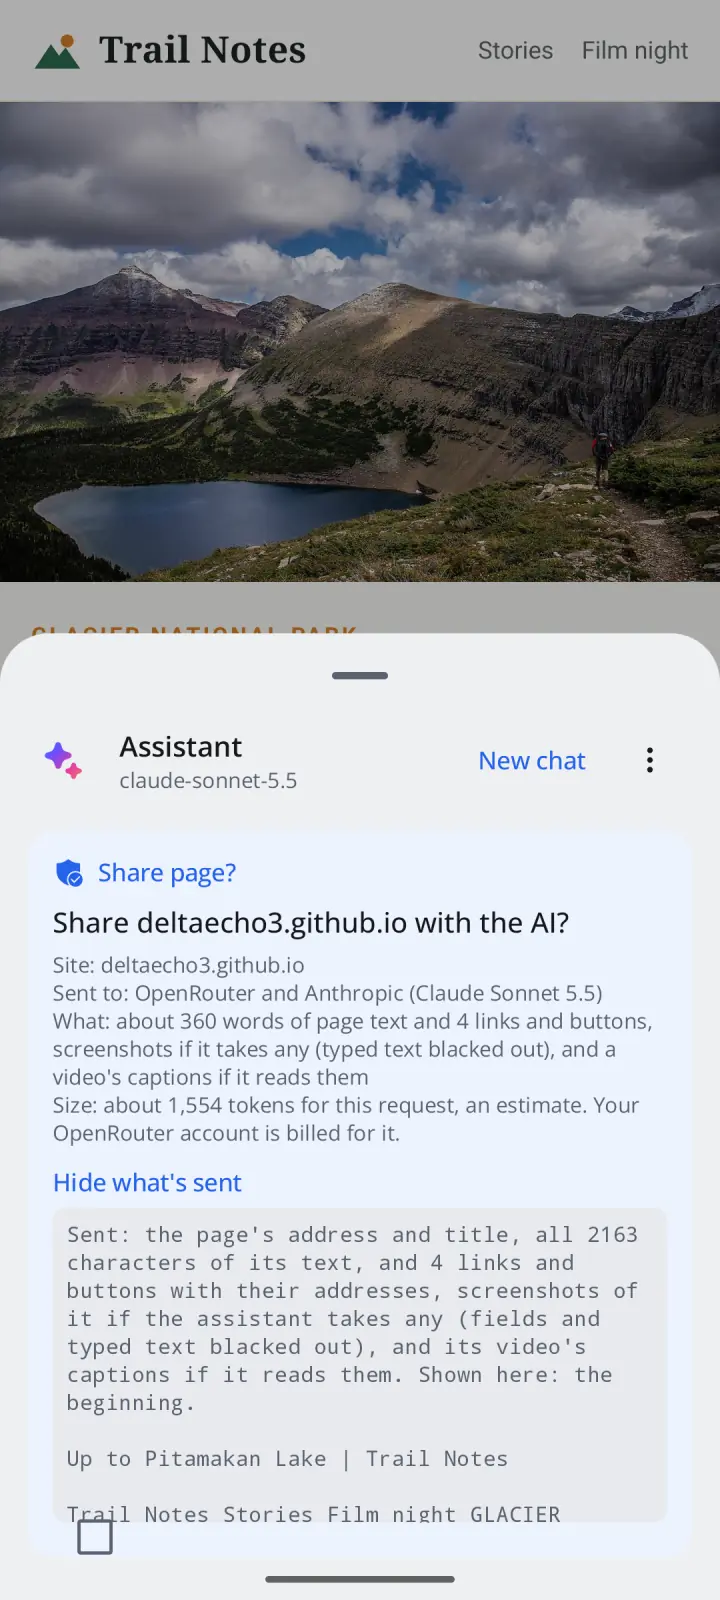 Trail Notes
Stories
Film night
GLACIER NATIONAL PARK
Assistant
claude-sonnet-5.5
New chat
Share page?
Share deltaecho3.github.io with the AI?
Site: deltaecho3.github.io
Sent to: OpenRouter and Anthropic (Claude Sonnet 5.5)
What: about 360 words of page text and 4 links and buttons,
screenshots if it takes any (typed text blacked out), and a
video's captions if it reads them
Size: about 1,554 tokens for this request, an estimate. Your
OpenRouter account is billed for it.
Hide what's sent
Sent: the page's address and title, all 2163
characters of its text, and 4 links and
buttons with their addresses, screenshots of
it if the assistant takes any (fields and
typed text blacked out), and its video's
captions if it reads them. Shown here: the
beginning.
Up to Pitamakan Lake | Trail Notes
Trail Notes Stories Film night GLACIER